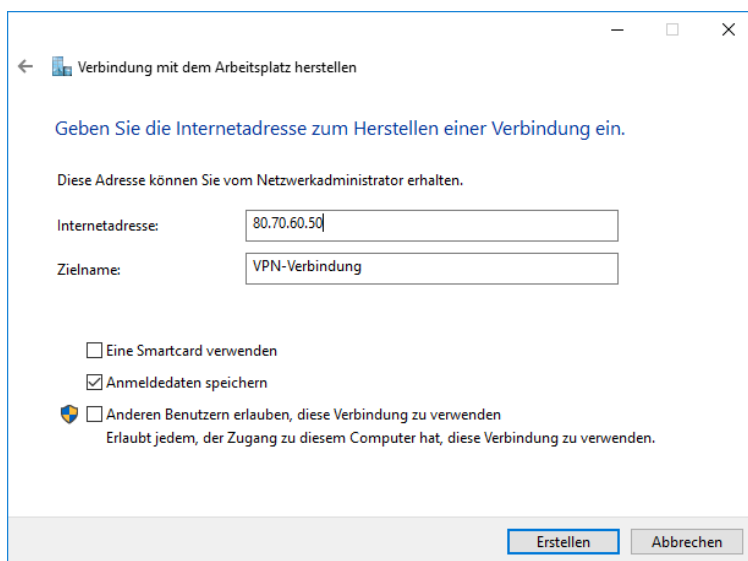 Verbindung mit dem Arbeitsplatz herstellen
Geben Sie die Internetadresse zum Herstellen einer Verbindung ein.
Diese Adresse können Sie vom Netzwerkadministrator erhalten.
Internetadresse: 80.70.60.50
Zielname: VPN-Verbindung
Eine Smartcard verwenden
Anmeldedaten speichern
Anderen Benutzern erlauben, diese Verbindung zu verwenden
Erlaubt jedem, der Zugang zu diesem Computer hat, diese Verbindung zu verwenden.
Erstellen Abbrechen